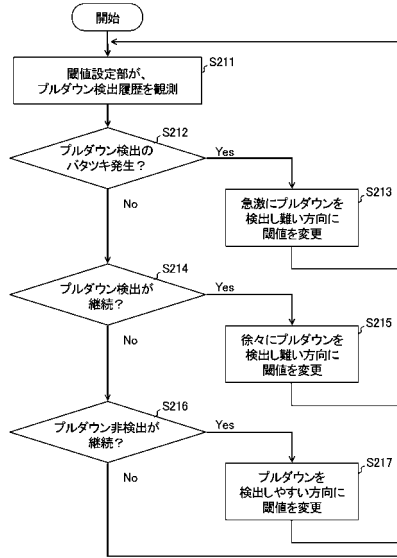 開始
S211
閾値設定部が、
プルダウン検出履歴を観測
S212
プルダウン検出の
バタツキ発生？
Yes
No
S213
急激にプルダウンを
検出し難い方向に
閾値を変更
S214
プルダウン検出が
継続？
Yes
No
S215
徐々にプルダウンを
検出し難い方向に
閾値を変更
S216
プルダウン非検出が
継続？
Yes
No
S217
プルダウンを
検出しやすい方向に
閾値を変更